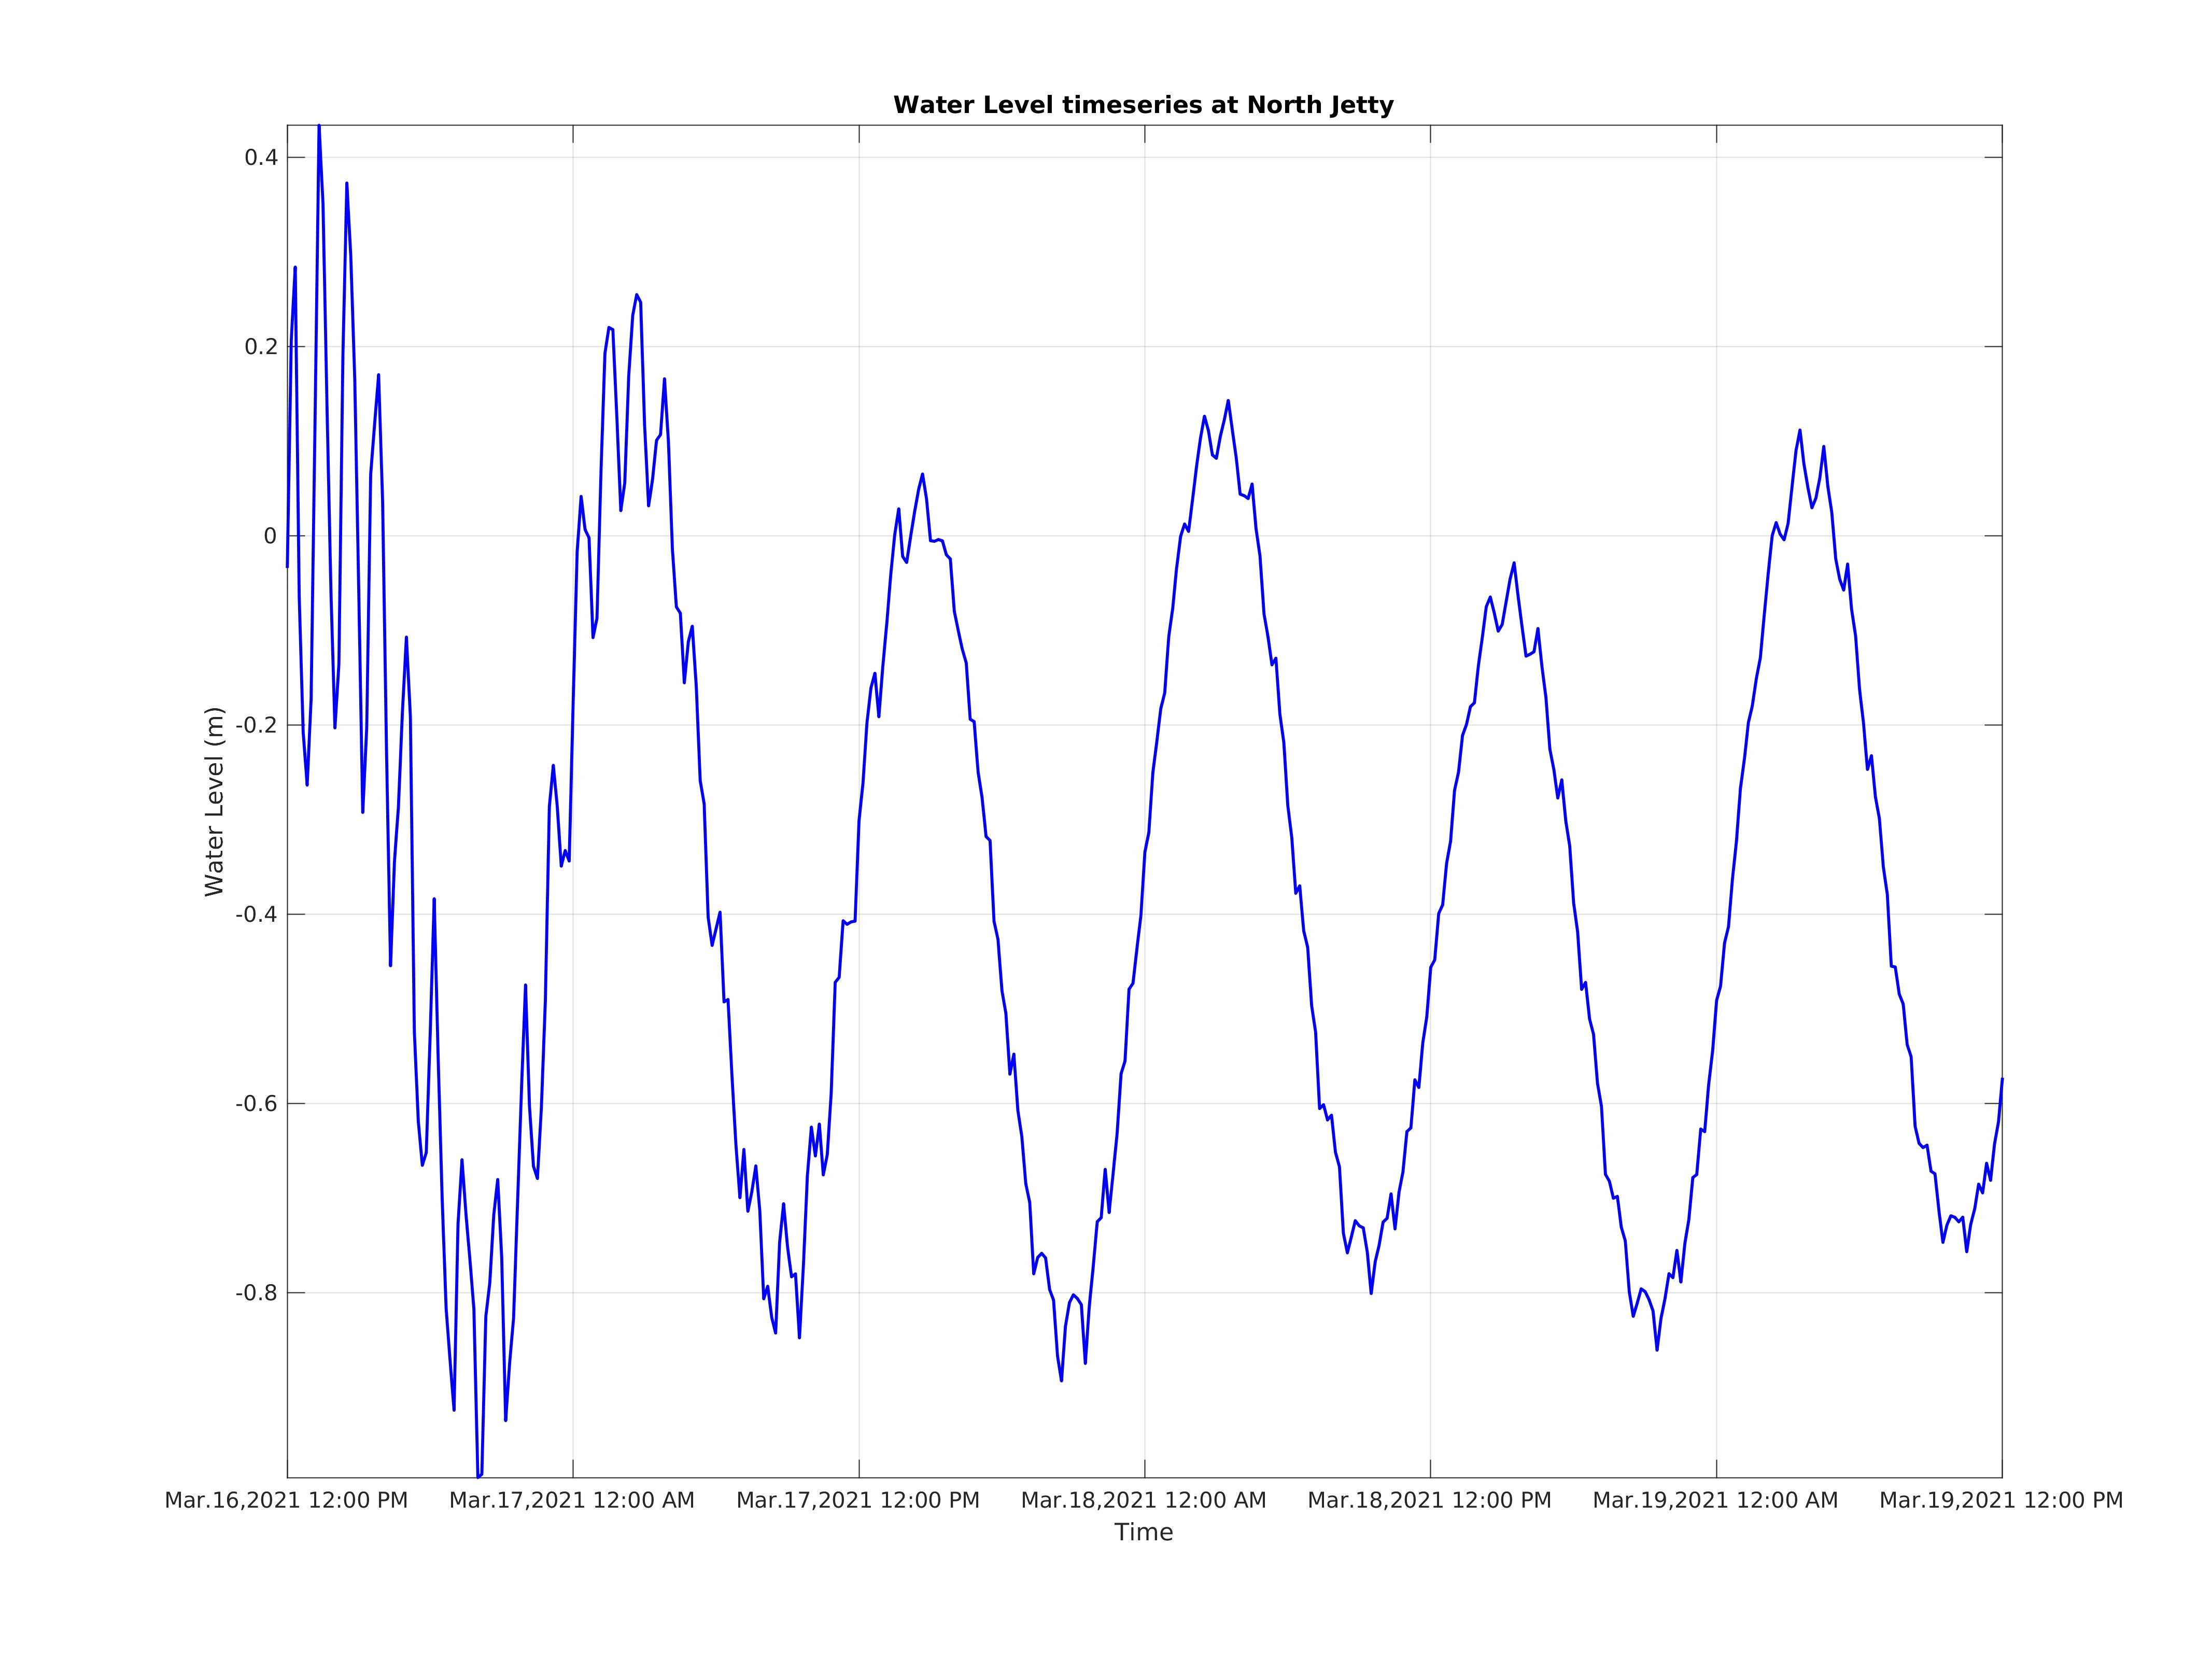 Water Level timeseries at North Jetty
0.4
0.2
0
-0.2
-0.4
-0.6
-0.8
Water Level (m)
Mar.16,2021 12:00 PM
Mar.17,2021 12:00 AM
Mar.17,2021 12:00 PM
Mar.18,2021 12:00 AM
Mar.18,2021 12:00 PM
Mar.19,2021 12:00 AM
Mar.19,2021 12:00 PM
Time